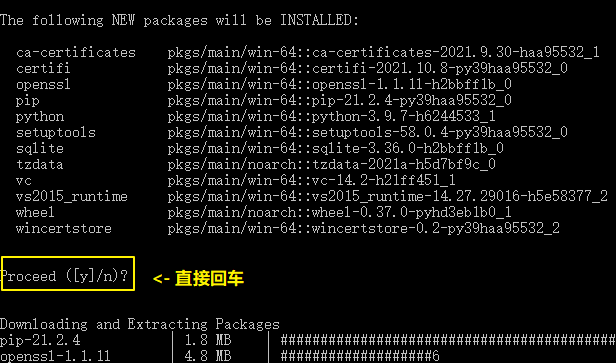 The following NEW packages will be INSTALLED:
ca-certificates pkgs/main/win-64::ca-certificates-2021.9.30-haa95532_1
certifi pkgs/main/win-64::certifi-2021.10.8-py39haa95532_0
openssl pkgs/main/win-64::openssl-1.1.1l-h2bbff1b_0
pip pkgs/main/win-64::pip-21.2.4-py39haa95532_0
python pkgs/main/win-64::python-3.9.7-h6244533_1
setuptools pkgs/main/win-64::setuptools-58.0.4-py39haa95532_0
sqlite pkgs/main/win-64::sqlite-3.36.0-h2bbff1b_0
tzdata pkgs/main/noarch::tzdata-2021a-h5d7bf9c_0
vc pkgs/main/win-64::vc-14.2-h21ff451_1
vs2015_runtime pkgs/main/win-64::vs2015_runtime-14.27.29016-h5e58377_2
wheel pkgs/main/noarch::wheel-0.37.0-pyhd3eb1b0_1
wincertstore pkgs/main/win-64::wincertstore-0.2-py39haa95532_2
Proceed ([y]/n)? <- 直接回车
Downloading and Extracting Packages
pip-21.2.4 | 1.8 MB | ##########################################
openssl-1.1.1l | 4.8 MB | ###################6